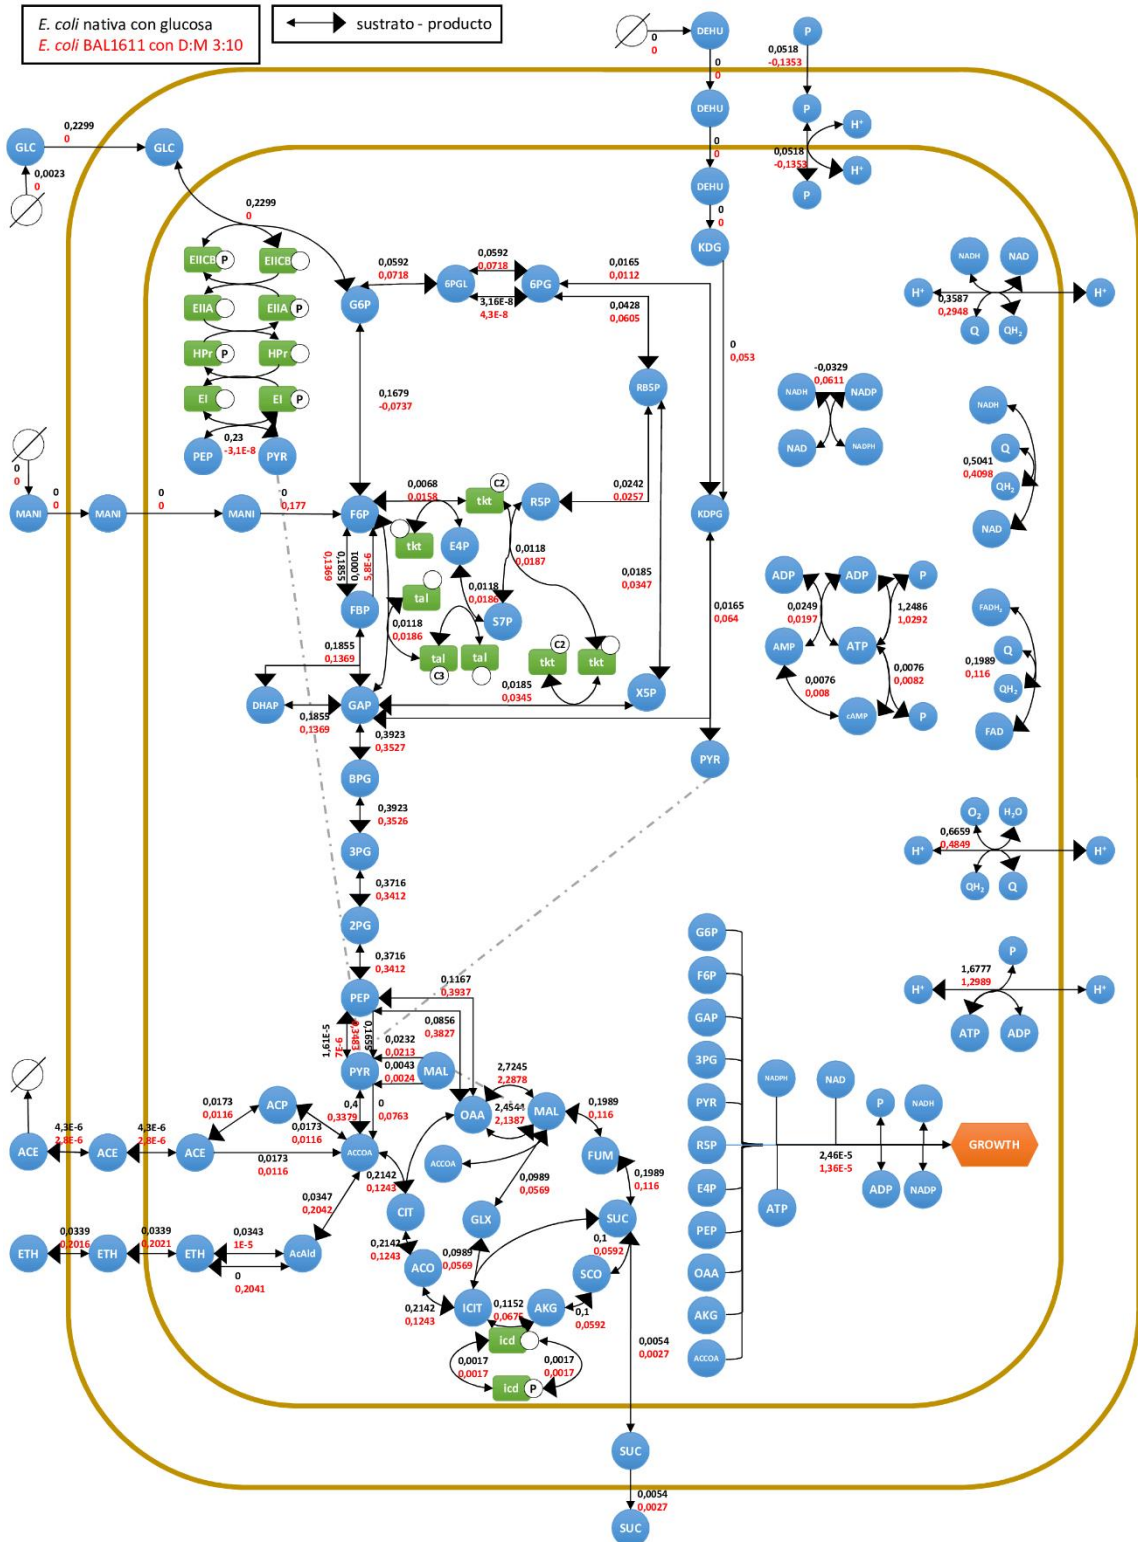 E. coli nativa con glucosa
E. coli BAL1611 con D:M 3:10
sustrato - producto
0
0
DEHU
P
0,0518
-0,1353
0
0
DEHU
P
H⁺
0,2299
0
GLC
GLC
0,0023
0
0
0
0,0518
-0,1353
H⁺
DEHU
P
0
0
KDG
0,2299
0
EIICB P
EIICB
EIIA
EIIA P
HPr P
HPr
EI
EI P
0,23
-3,1E-8
PEP
PYR
G6P
0,0592
0,0718
6PGL
0,0592
0,0718
3,16E-8
4,3E-8
6PG
0,0165
0,0112
0,0428
0,0605
RB5P
0
0,053
NADH
NAD
H⁺
H⁺
0,3587
0,2948
Q
QH₂
0,1679
-0,0737
-0,0329
0,0611
NADH
NADP
NAD
NADPH
NADH
Q
0,5041
0,4098
QH₂
NAD
0
0
MANI
0
0
MANI
0
0
MANI
0
0,177
F6P
0,0068
0,0158
tkt
C2
R5P
0,0242
0,0257
KDPG
tkt
E4P
0,0118
0,0187
0,1855
0,1369
5,8E-6
FBP
tal
0,0118
0,0186
S7P
0,0185
0,0347
0,0118
0,0186
tal
C3
tal
C2
tkt
tkt
0,0165
0,064
ADP
ADP
P
0,0249
0,0197
1,2486
1,0292
AMP
ATP
0,0076
0,008
0,0076
0,0082
cAMP
P
FADH₂
Q
0,1989
0,116
QH₂
FAD
0,1855
0,1369
DHAP
0,1855
0,1369
GAP
0,0185
0,0345
X5P
0,3923
0,3527
PYR
BPG
0,3923
0,3526
3PG
0,3716
0,3412
2PG
0,3716
0,3412
O₂
H₂O
H⁺
0,6659
0,4849
H⁺
QH₂
Q
PEP
0,1167
0,3937
0,0856
0,3827
1,61E-5
0,3483
0,1655
0,0232
0,0213
0,0043
0,0024
PYR
MAL
P
H⁺
1,6777
1,2989
H⁺
ATP
ADP
2,7245
2,2878
OAA
2,4544
2,1387
MAL
0,1989
0,116
0,4
0,3379
0
0,0763
ACP
0,0173
0,0116
0,0173
0,0116
ACE
4,3E-6
2,8E-6
ACE
4,3E-6
2,8E-6
ACE
0,0173
0,0116
ACCOA
ACCOA
FUM
0,1989
0,116
0,0989
0,0569
0,2142
0,1243
CIT
GLX
SUC
0,0347
0,2042
ETH
0,0339
0,2016
ETH
0,0339
0,2021
ETH
0,0343
1E-5
0
0,2041
AcAld
0,2142
0,1243
ACO
0,0989
0,0569
0,1
0,0592
SCO
0,2142
0,1243
ICIT
0,1152
0,0675
AKG
0,1
0,0592
icd
0,0017
0,0017
0,0017
0,0017
icd P
0,0054
0,0027
SUC
0,0054
0,0027
SUC
G6P
F6P
GAP
3PG
PYR
R5P
E4P
PEP
OAA
AKG
ACCOA
NADPH
ATP
NAD
2,46E-5
1,36E-5
P
ADP
NADH
NADP
GROWTH